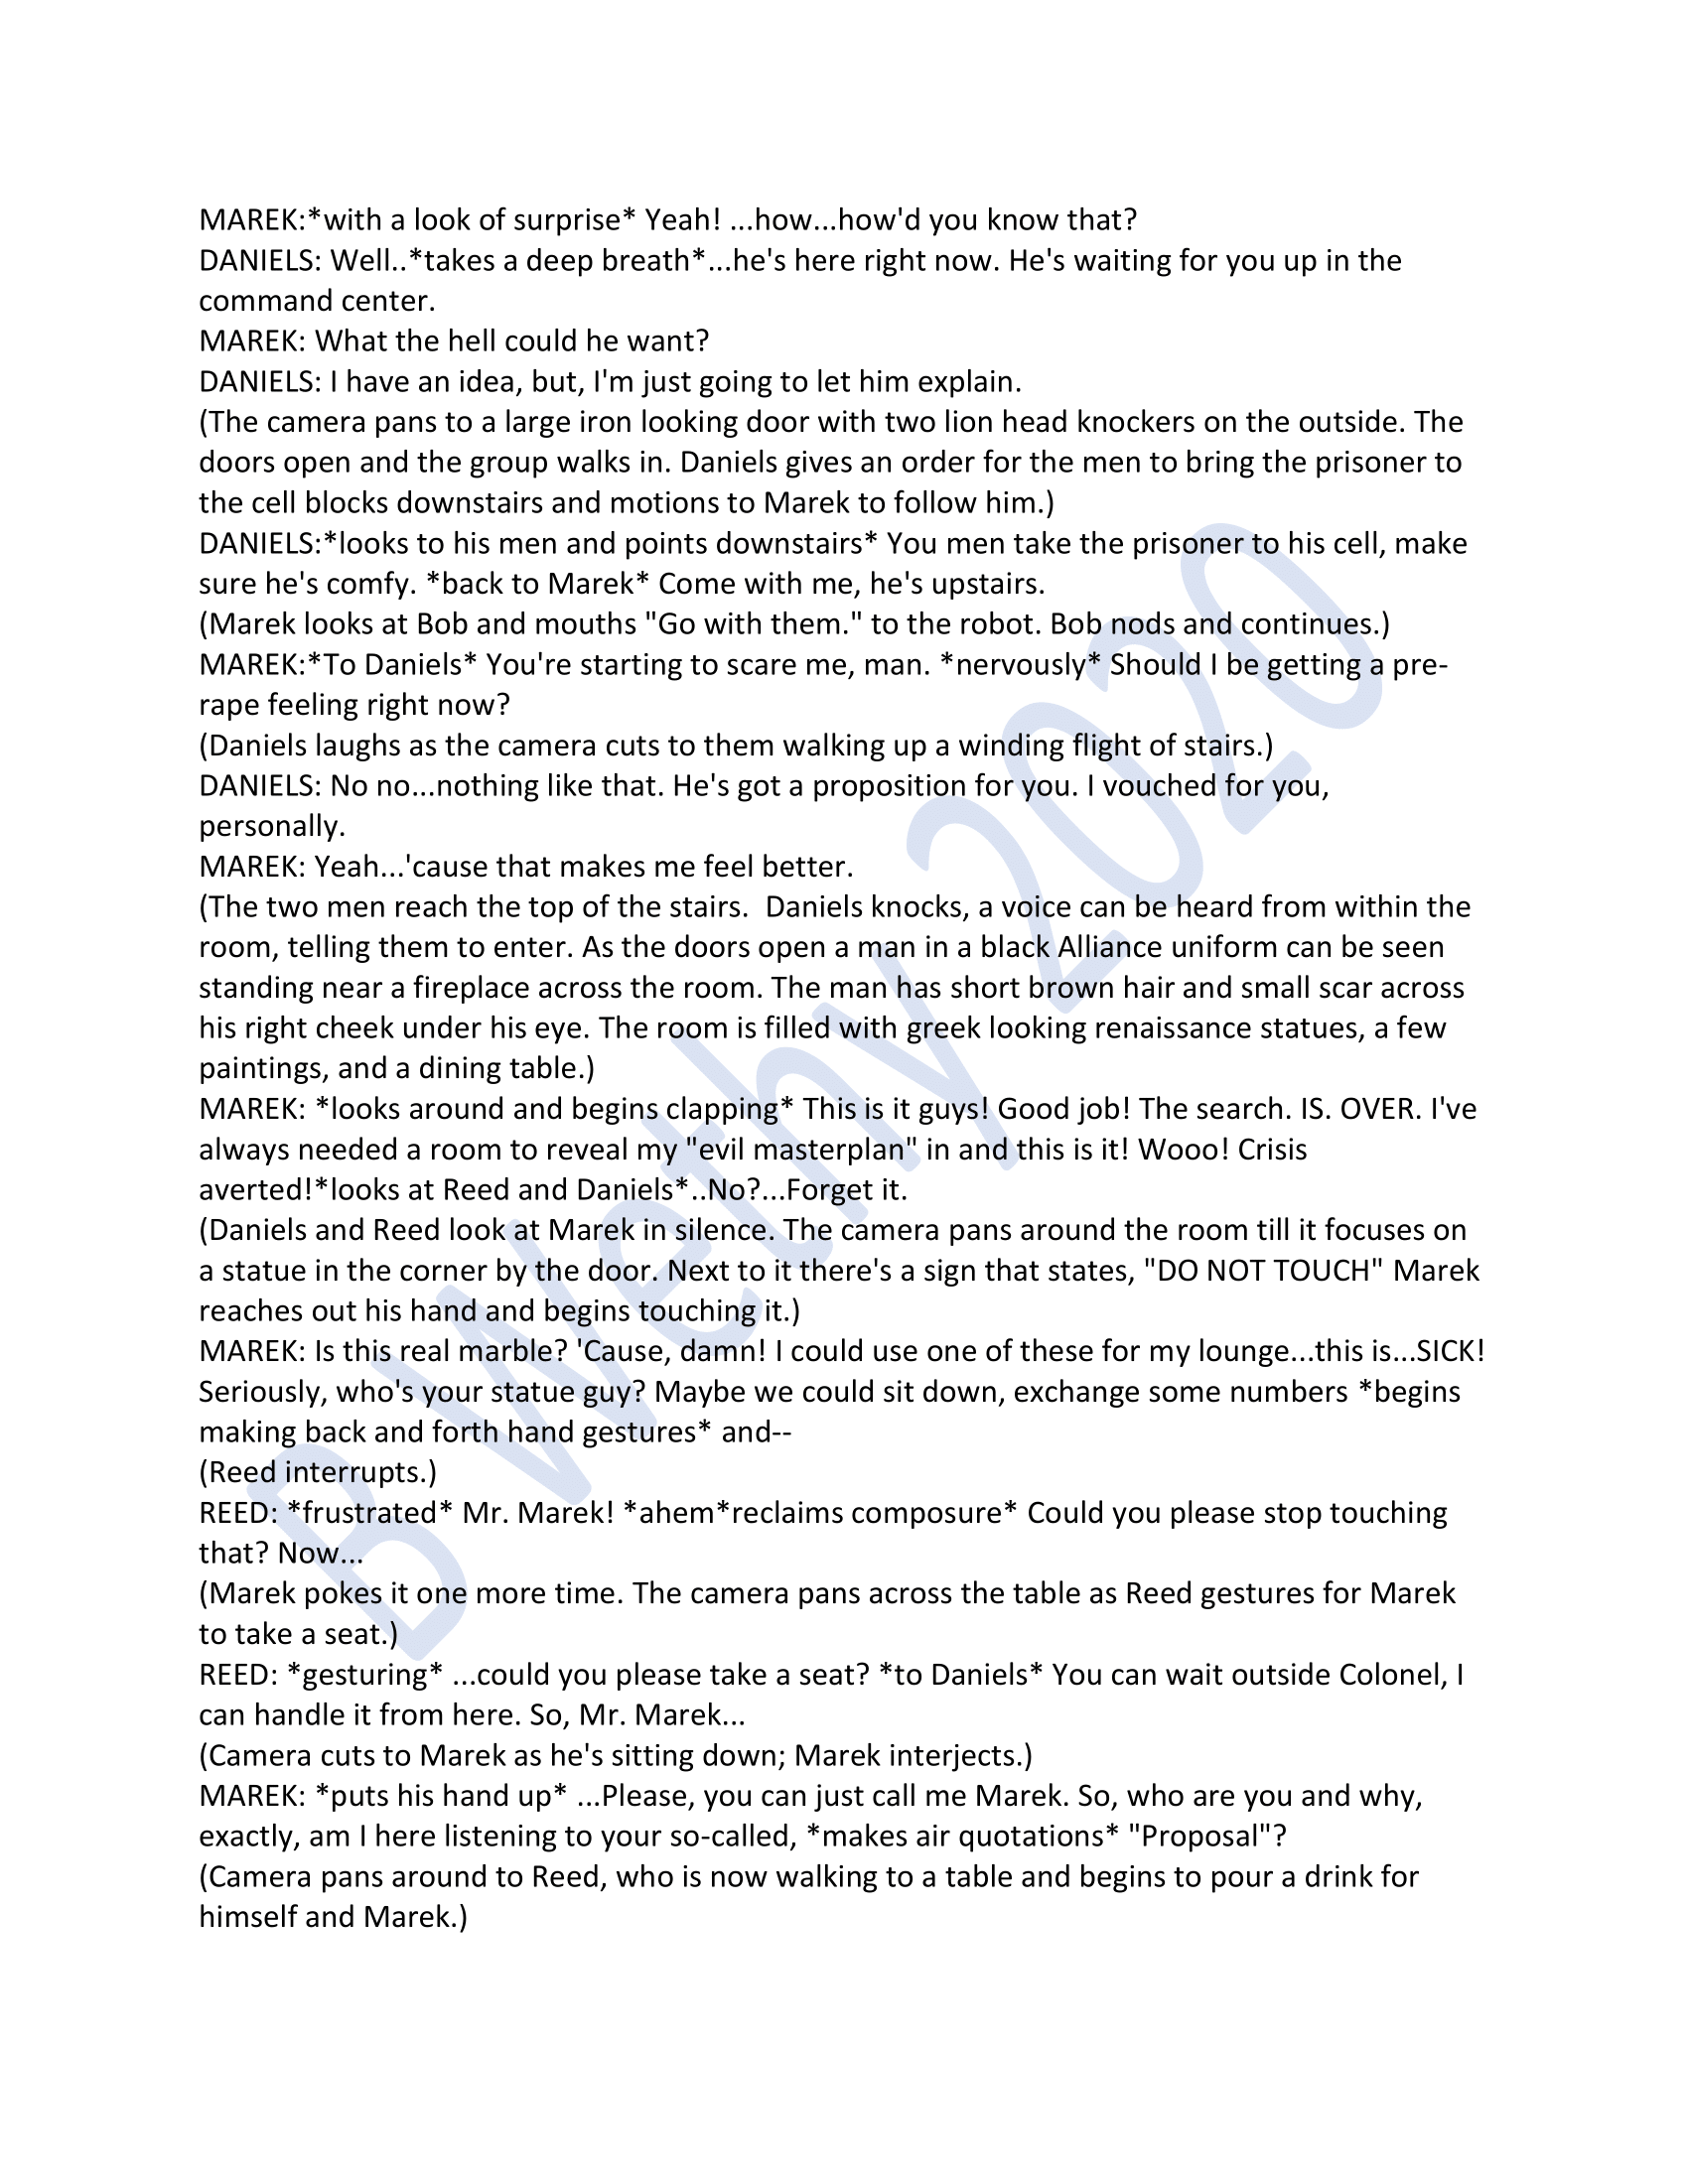 MAREK:*with a look of surprise* Yeah! ...how...how'd you know that?
DANIELS: Well..*takes a deep breath*...he's here right now. He's waiting for you up in the
command center.
MAREK: What the hell could he want?
DANIELS: I have an idea, but, I'm just going to let him explain.
(The camera pans to a large iron looking door with two lion head knockers on the outside. The
doors open and the group walks in. Daniels gives an order for the men to bring the prisoner to
the cell blocks downstairs and motions to Marek to follow him.)
DANIELS:*looks to his men and points downstairs* You men take the prisoner to his cell, make
sure he's comfy. *back to Marek* Come with me, he's upstairs.
(Marek looks at Bob and mouths "Go with them." to the robot. Bob nods and continues.)
MAREK:*To Daniels* You're starting to scare me, man. *nervously* Should I be getting a pre-
rape feeling right now?
(Daniels laughs as the camera cuts to them walking up a winding flight of stairs.)
DANIELS: No no...nothing like that. He's got a proposition for you. I vouched for you,
personally.
MAREK: Yeah...'cause that makes me feel better.
(The two men reach the top of the stairs.  Daniels knocks, a voice can be heard from within the
room, telling them to enter. As the doors open a man in a black Alliance uniform can be seen
standing near a fireplace across the room. The man has short brown hair and small scar across
his right cheek under his eye. The room is filled with greek looking renaissance statues, a few
paintings, and a dining table.)
MAREK: *looks around and begins clapping* This is it guys! Good job! The search. IS. OVER. I've
always needed a room to reveal my "evil masterplan" in and this is it! Wooo! Crisis
averted!*looks at Reed and Daniels*..No?...Forget it.
(Daniels and Reed look at Marek in silence. The camera pans around the room till it focuses on
a statue in the corner by the door. Next to it there's a sign that states, "DO NOT TOUCH" Marek
reaches out his hand and begins touching it.)
MAREK: Is this real marble? 'Cause, damn! I could use one of these for my lounge...this is...SICK!
Seriously, who's your statue guy? Maybe we could sit down, exchange some numbers *begins
making back and forth hand gestures* and--
(Reed interrupts.)
REED: *frustrated* Mr. Marek! *ahem*reclaims composure* Could you please stop touching
that? Now...
(Marek pokes it one more time. The camera pans across the table as Reed gestures for Marek
to take a seat.)
REED: *gesturing* ...could you please take a seat? *to Daniels* You can wait outside Colonel, I
can handle it from here. So, Mr. Marek...
(Camera cuts to Marek as he's sitting down; Marek interjects.)
MAREK: *puts his hand up* ...Please, you can just call me Marek. So, who are you and why,
exactly, am I here listening to your so-called, *makes air quotations* "Proposal"?
(Camera pans around to Reed, who is now walking to a table and begins to pour a drink for
himself and Marek.)
B Wethy 2020